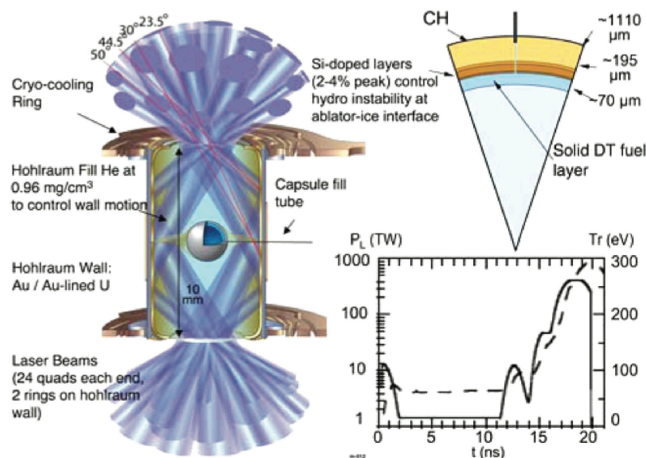 50°
44.5°
30°
23.5°
Cryo-cooling
Ring
Hohlraum Fill He at
0.96 mg/cm³
to control wall motion
Hohlraum Wall:
Au / Au-lined U
Laser Beams
(24 quads each end,
2 rings on hohlraum
wall)
10
mm
Capsule fill
tube
CH
Si-doped layers
(2-4% peak) control
hydro instability at
ablator-ice interface
~1110
µm
~195
µm
~70 µm
Solid DT fuel
layer
P_L (TW)
Tr (eV)
1000
100
10
1
300
200
100
0
0
5
10
15
20
t (ns)